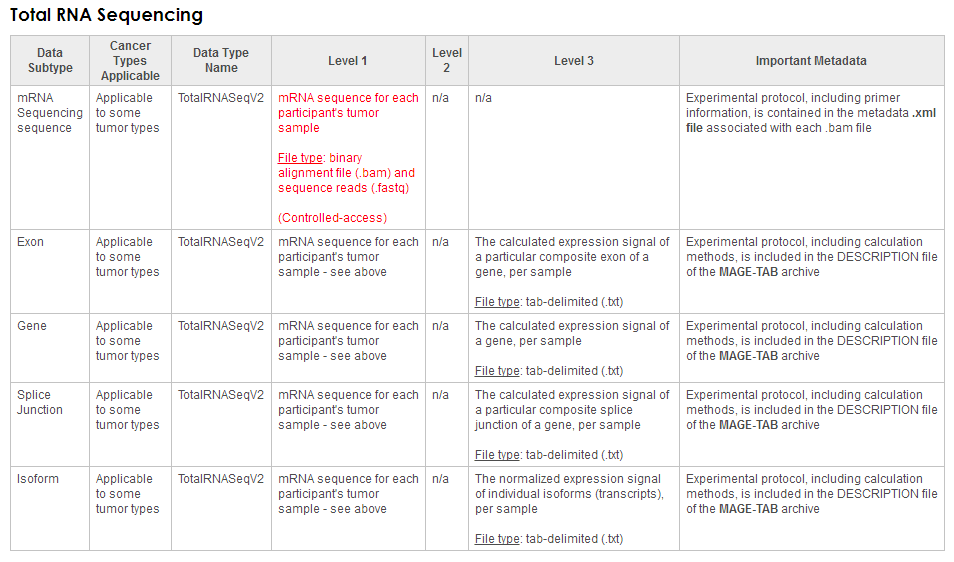 Total RNA Sequencing
Data
Subtype
Cancer
Types
Applicable
Data Type
Name
Level 1
Level
2
Level 3
Important Metadata
mRNA
Sequencing
sequence
Applicable
to some
tumor types
TotalRNASeqV2
mRNA sequence for each
participant's tumor
sample
File type: binary
alignment file (.bam) and
sequence reads (.fastq)
(Controlled-access)
n/a
n/a
Experimental protocol, including primer
information, is contained in the metadata .xml
file associated with each .bam file
Exon
Applicable
to some
tumor types
TotalRNASeqV2
mRNA sequence for each
participant's tumor
sample - see above
n/a
The calculated expression signal of
a particular composite exon of a
gene, per sample
File type: tab-delimited (.txt)
Experimental protocol, including calculation
methods, is included in the DESCRIPTION file
of the MAGE-TAB archive
Gene
Applicable
to some
tumor types
TotalRNASeqV2
mRNA sequence for each
participant's tumor
sample - see above
n/a
The calculated expression signal of
a gene, per sample
File type: tab-delimited (.txt)
Experimental protocol, including calculation
methods, is included in the DESCRIPTION file
of the MAGE-TAB archive
Splice
Junction
Applicable
to some
tumor types
TotalRNASeqV2
mRNA sequence for each
participant's tumor
sample - see above
n/a
The calculated expression signal of
a particular composite splice
junction of a gene, per sample
File type: tab-delimited (.txt)
Experimental protocol, including calculation
methods, is included in the DESCRIPTION file
of the MAGE-TAB archive
Isoform
Applicable
to some
tumor types
TotalRNASeqV2
mRNA sequence for each
participant's tumor
sample - see above
n/a
The normalized expression signal
of individual isoforms (transcripts),
per sample
File type: tab-delimited (.txt)
Experimental protocol, including calculation
methods, is included in the DESCRIPTION file
of the MAGE-TAB archive